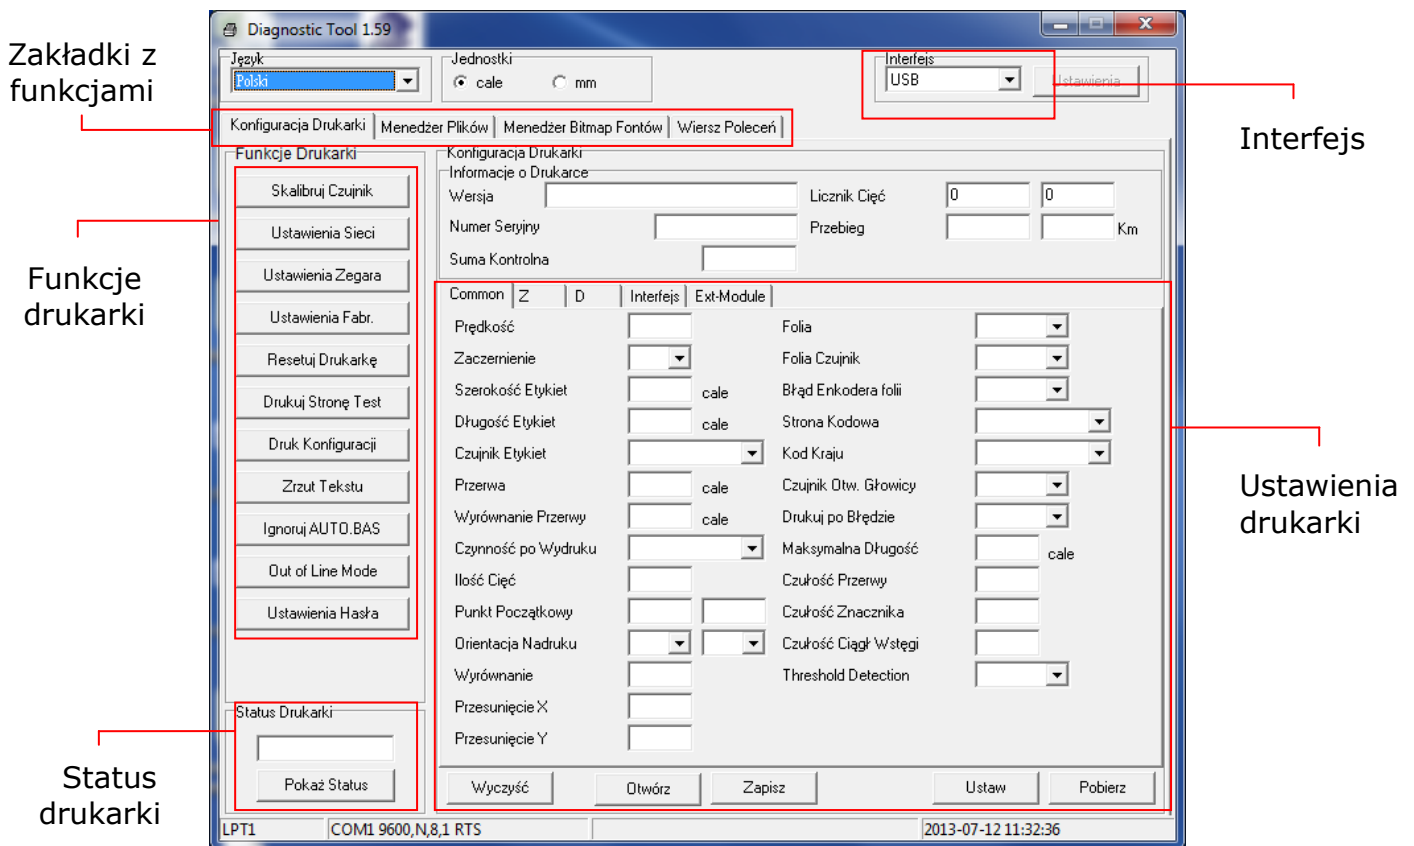 Diagnostic Tool 1.59
Zakładki z
funkcjami
Język
Polski
Jednostki
cale
mm
Interfejs
USB
Ustawienia
Interfejs
Konfiguracja Drukarki
Menedżer Plików
Menedżer Bitmap Fontów
Wiersz Poleceń
Funkcje Drukarki
Skalibruj Czujnik
Ustawienia Sieci
Ustawienia Zegara
Ustawienia Fabr.
Resetuj Drukarkę
Drukuj Stronę Test
Druk Konfiguracji
Zrzut Tekstu
Ignoruj AUTO.BAS
Out of Line Mode
Ustawienia Hasła
Funkcje
drukarki
Status Drukarki
Pokaż Status
Status
drukarki
Konfiguracja Drukarki
Informacje o Drukarce
Wersja
Licznik Cięć
0
0
Numer Seryjny
Przebieg
Km
Suma Kontrolna
Common
Z
D
Interfejs
Ext-Module
Prędkość
Zaczernienie
Szerokość Etykiet
cale
Długość Etykiet
cale
Czujnik Etykiet
Przerwa
cale
Wyrównanie Przerwy
cale
Czynność po Wydruku
Ilość Cięć
Punkt Początkowy
Orientacja Nadruku
Wyrównanie
Przesunięcie X
Przesunięcie Y
Folia
Folia Czujnik
Błąd Enkodera folii
Strona Kodowa
Kod Kraju
Czujnik Otw. Głowicy
Drukuj po Błędzie
Maksymalna Długość
cale
Czułość Przerwy
Czułość Znacznika
Czułość Ciągł Wstęgi
Threshold Detection
Ustawienia
drukarki
Wyczyść
Otwórz
Zapisz
Ustaw
Pobierz
LPT1
COM1 9600,N,8,1 RTS
2013-07-12 11:32:36